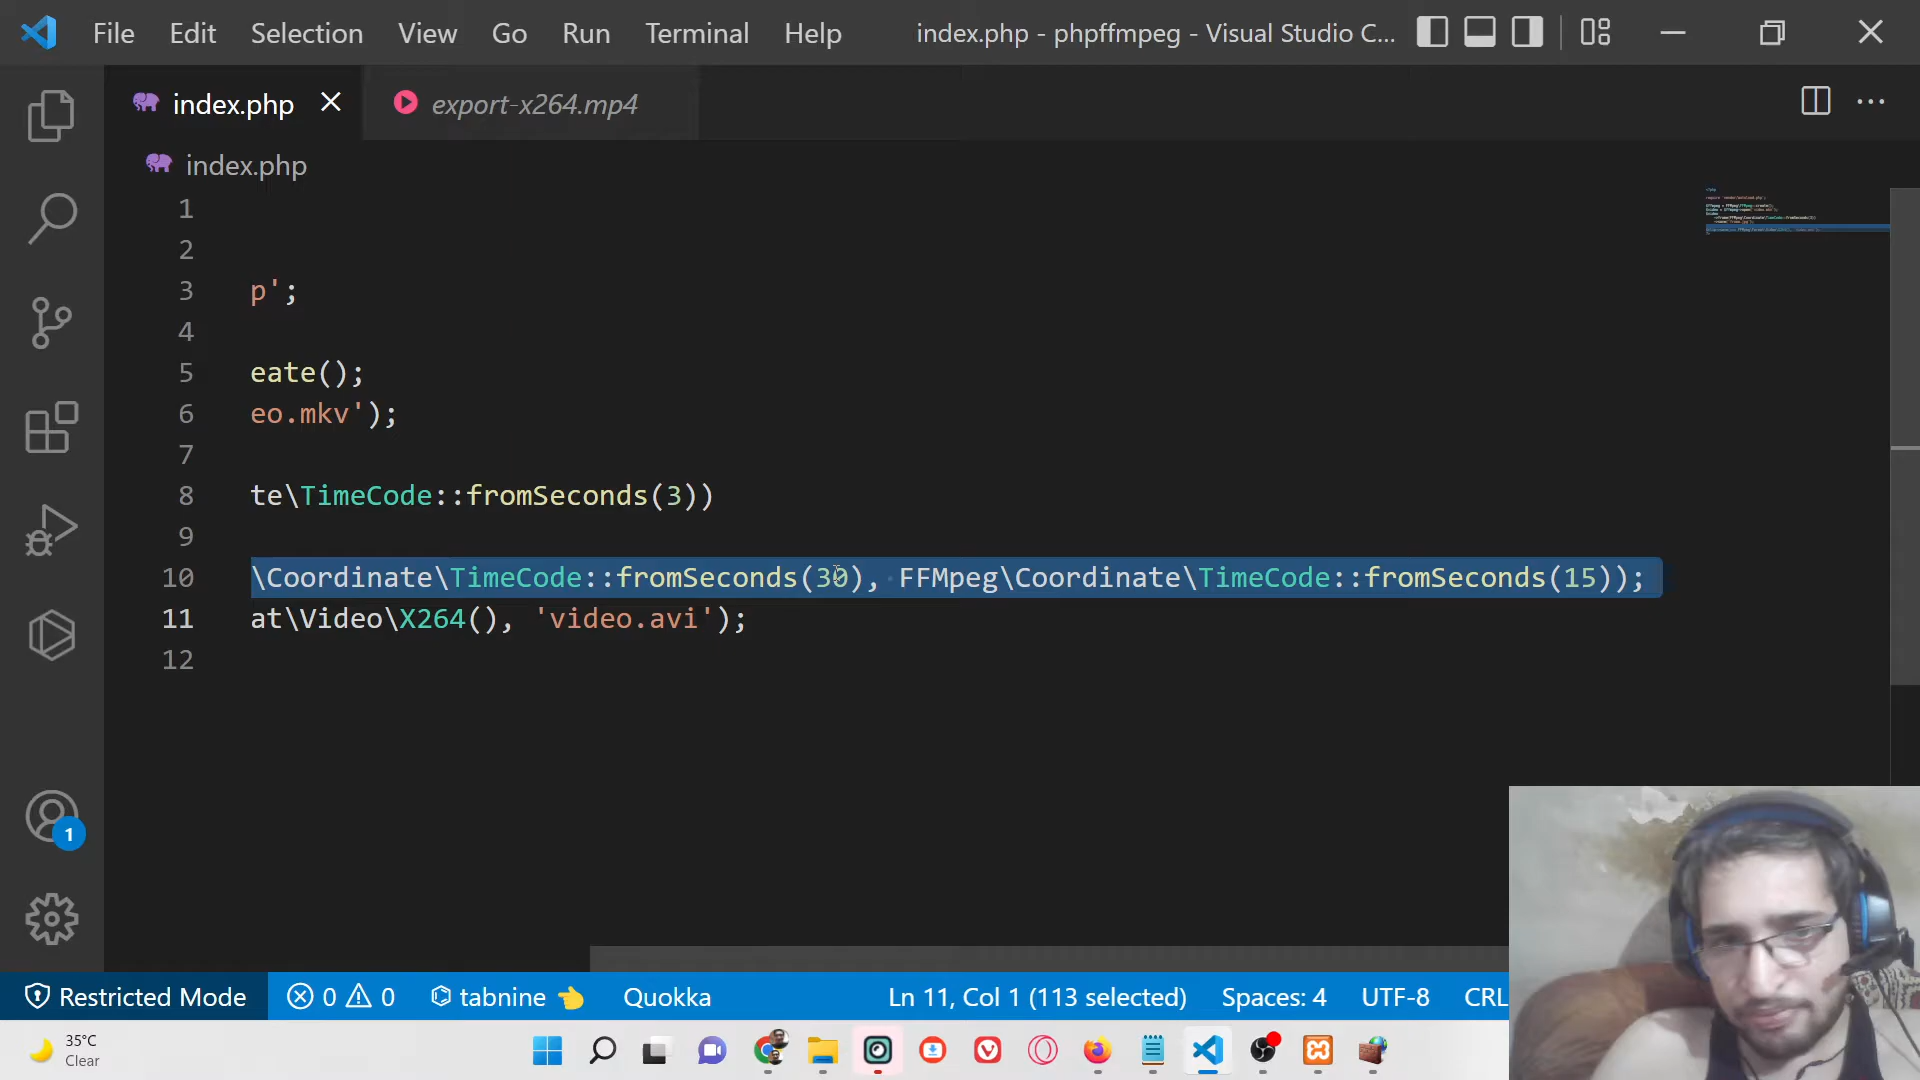 File Edit Selection View Go Run Terminal Help index.php - phpffmpeg - Visual Studio C...
index.php export-x264.mp4
index.php
1
2
3 p';
4
5 eate();
6 eo.mkv');
7
8 te\TimeCode::fromSeconds(3))
9
10 \Coordinate\TimeCode::fromSeconds(30), FFMpeg\Coordinate\TimeCode::fromSeconds(15));
11 at\Video\X264(), 'video.avi');
12
1
Restricted Mode 0 0 tabnine Quokka Ln 11, Col 1 (113 selected) Spaces: 4 UTF-8 CRL
35°C
Clear